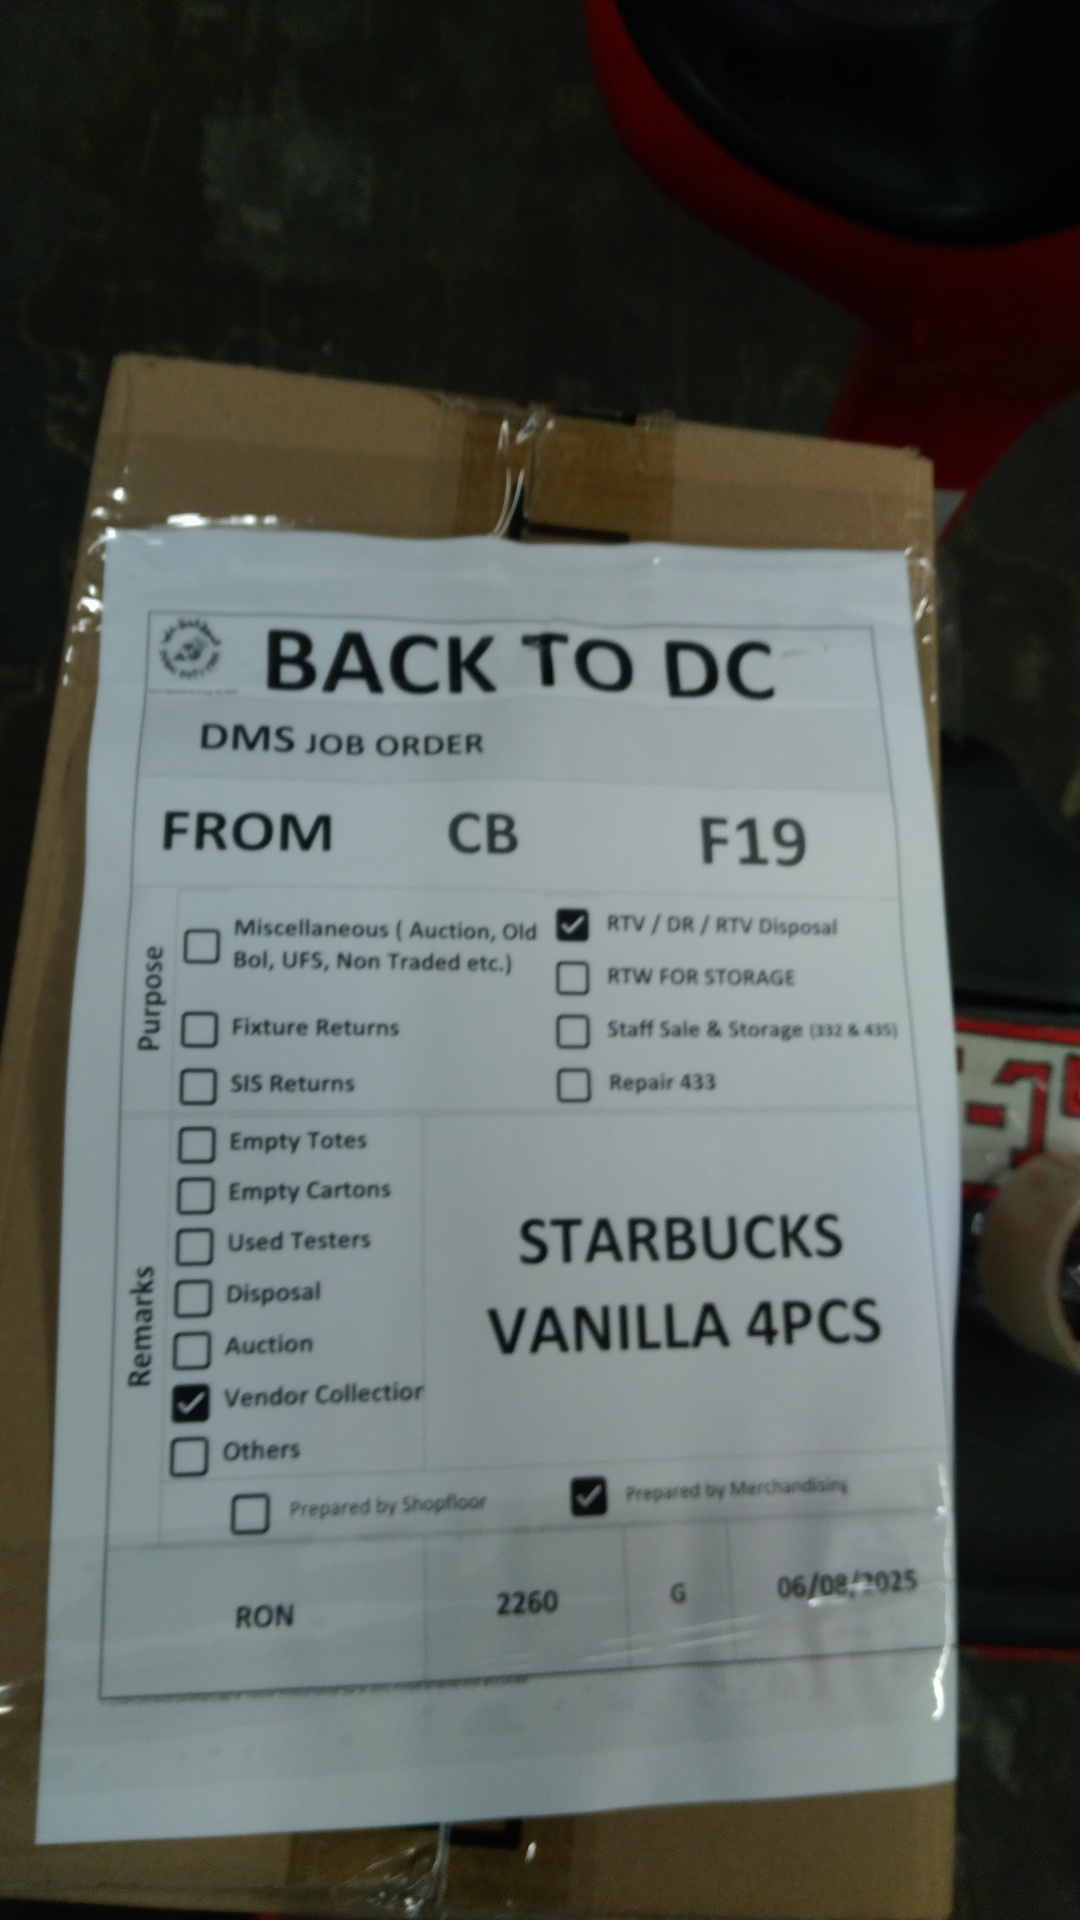 BACK TO DC
DMS JOB ORDER
FROM CB F19
Purpose
Miscellaneous ( Auction, Old
Bol, UFS, Non Traded etc.)
Fixture Returns
SIS Returns
RTV / DR / RTV Disposal
RTW FOR STORAGE
Staff Sale & Storage (332 & 435)
Repair 433
Remarks
Empty Totes
Empty Cartons
Used Testers
Disposal
Auction
Vendor Collection
Others
STARBUCKS
VANILLA 4PCS
Prepared by Shopfloor
Prepared by Merchandising
RON 2260 G 06/08/2025